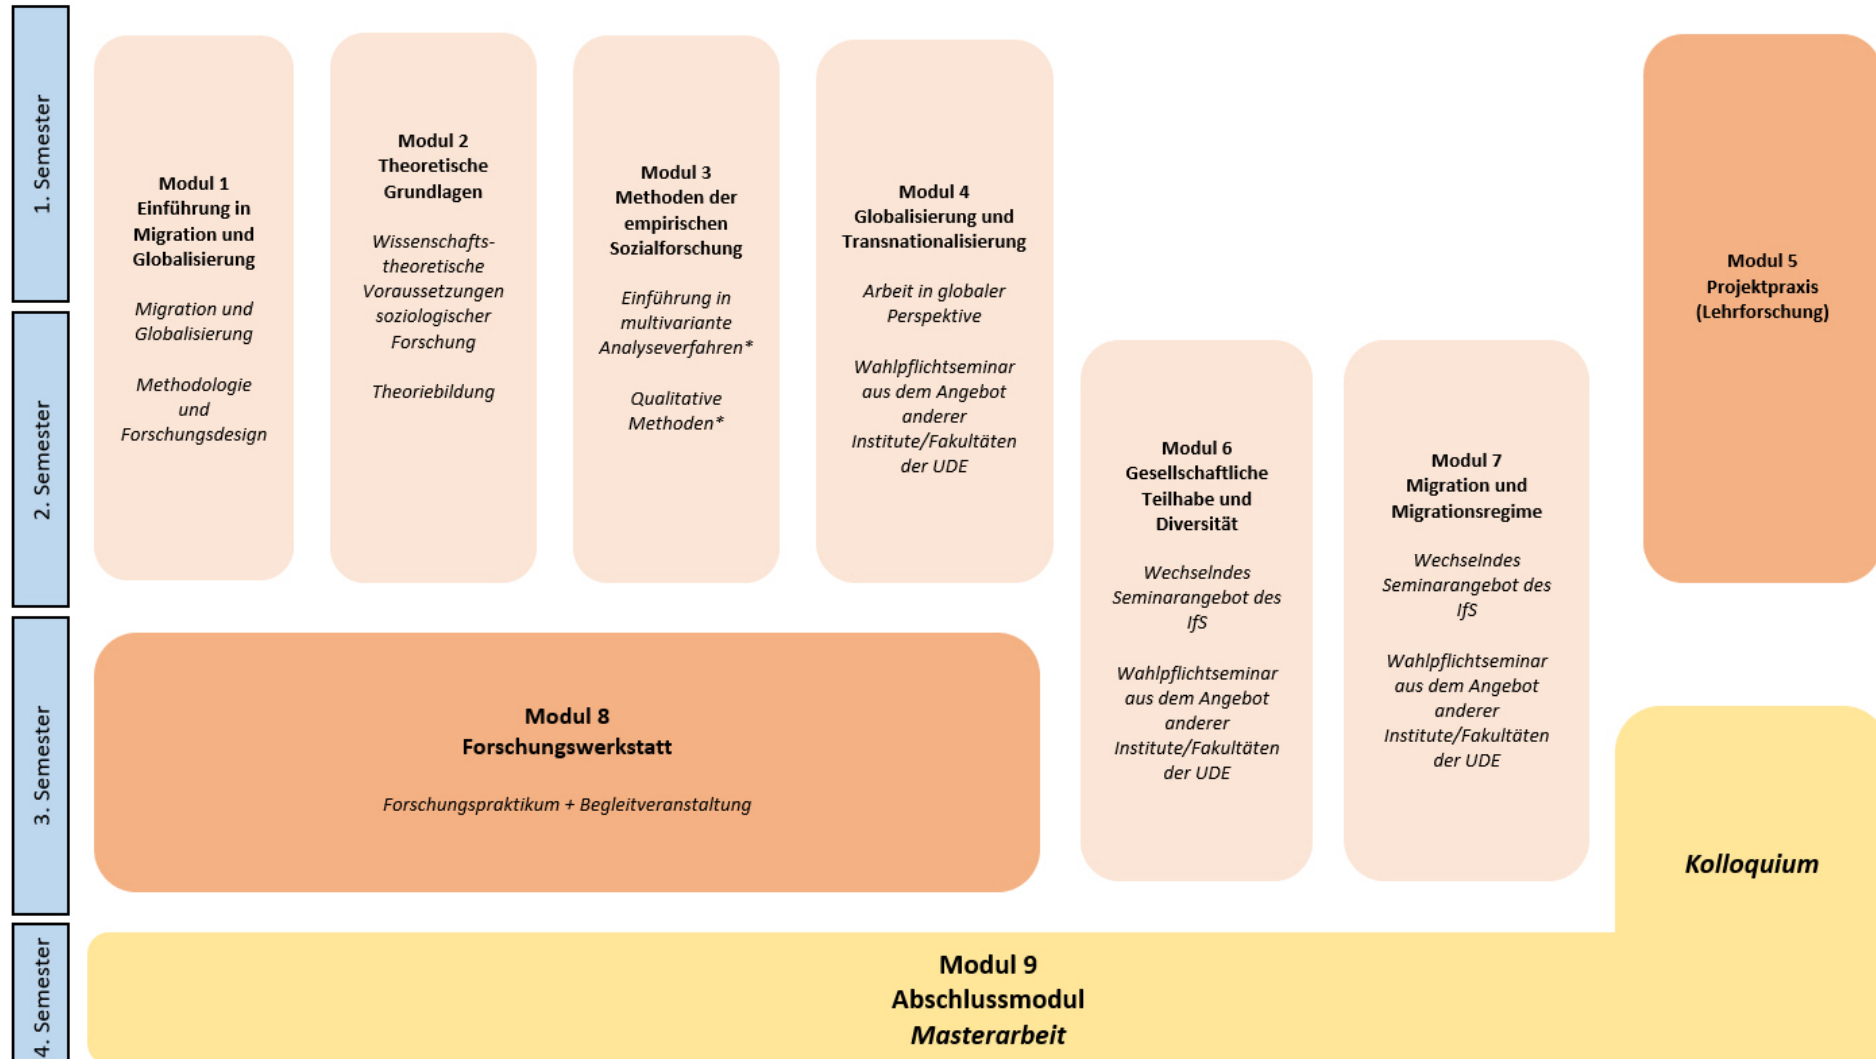 1. Semester
2. Semester
3. Semester
4. Semester
Modul 1
Einführung in
Migration und
Globalisierung
Migration und
Globalisierung
Methodologie
und
Forschungsdesign
Modul 2
Theoretische
Grundlagen
Wissenschafts-
theoretische
Voraussetzungen
soziologischer
Forschung
Theoriebildung
Modul 3
Methoden der
empirischen
Sozialforschung
Einführung in
multivariante
Analyseverfahren*
Qualitative
Methoden*
Modul 4
Globalisierung und
Transnationalisierung
Arbeit in globaler
Perspektive
Wahlpflichtseminar
aus dem Angebot
anderer
Institute/Fakultäten
der UDE
Modul 5
Projektpraxis
(Lehrforschung)
Modul 6
Gesellschaftliche
Teilhabe und
Diversität
Wechselndes
Seminarangebot des
IfS
Wahlpflichtseminar
aus dem Angebot
anderer
Institute/Fakultäten
der UDE
Modul 7
Migration und
Migrationsregime
Wechselndes
Seminarangebot des
IfS
Wahlpflichtseminar
aus dem Angebot
anderer
Institute/Fakultäten
der UDE
Modul 8
Forschungswerkstatt
Forschungspraktikum + Begleitveranstaltung
Kolloquium
Modul 9
Abschlussmodul
Masterarbeit